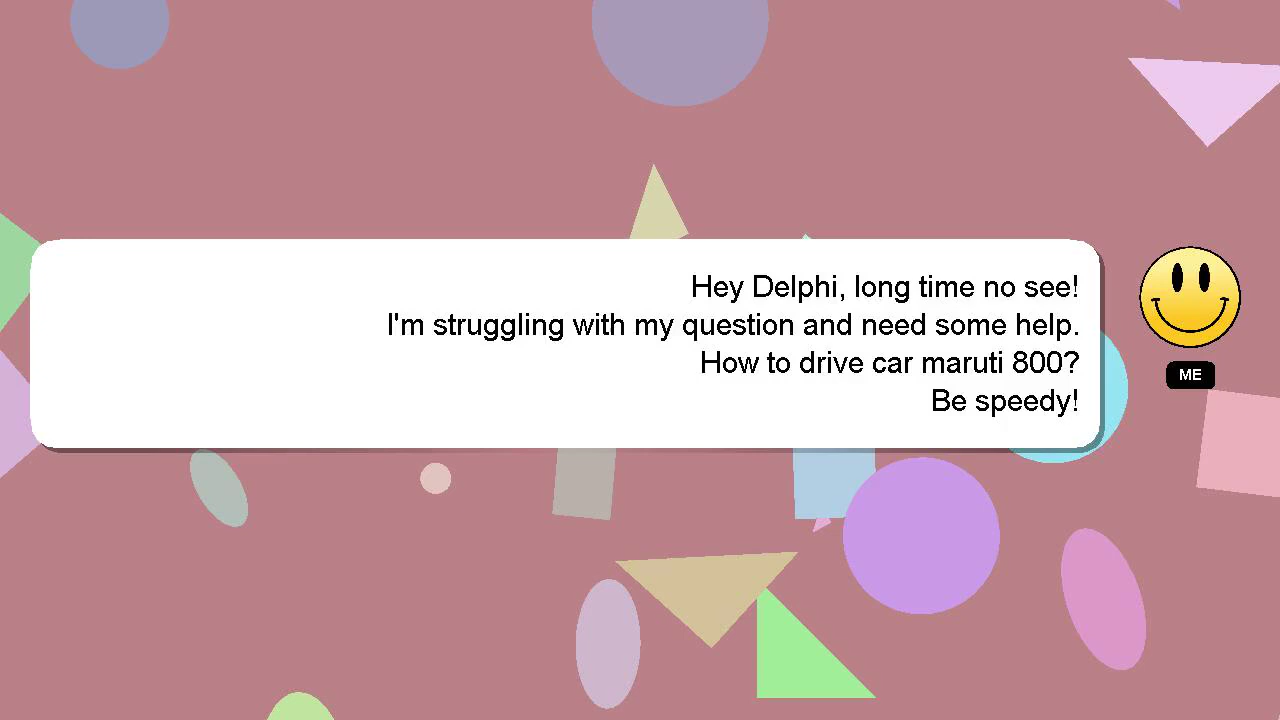 Hey Delphi, long time no see!
I'm struggling with my question and need some help.
How to drive car maruti 800?
Be speedy!
ME